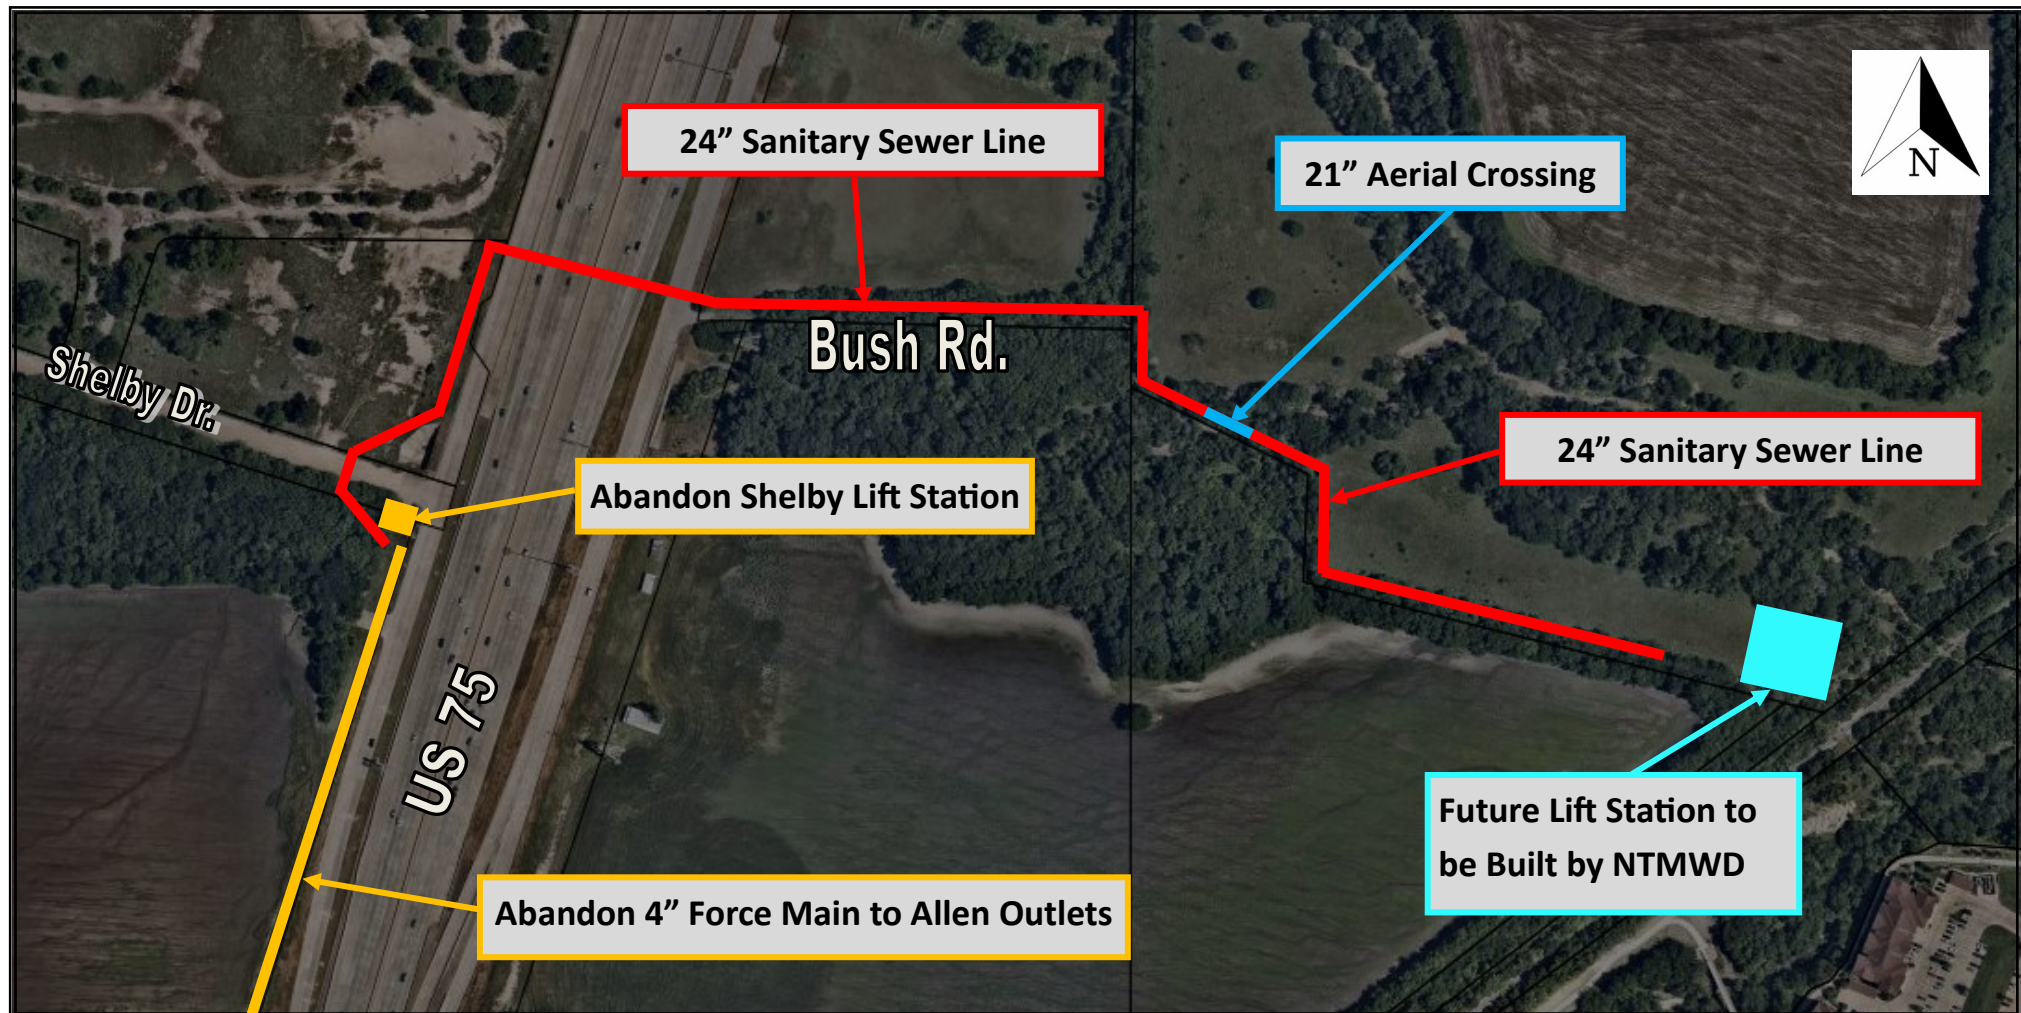 24” Sanitary Sewer Line
21” Aerial Crossing
N
Bush Rd.
Shelby Dr.
24” Sanitary Sewer Line
Abandon Shelby Lift Station
US 75
Future Lift Station to
be Built by NTMWD
Abandon 4” Force Main to Allen Outlets